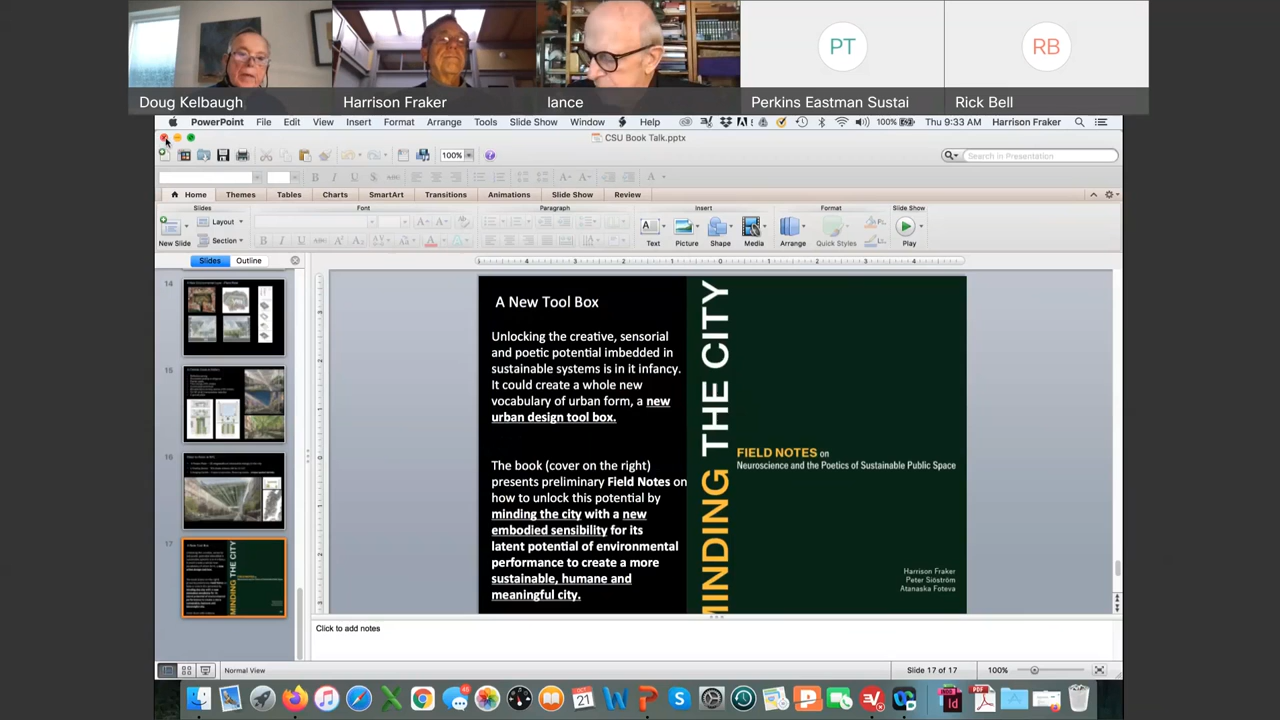 PT
RB
Doug Kelbaugh
Harrison Fraker
lance
Perkins Eastman Sustai
Rick Bell
PowerPoint File Edit View Insert Format Arrange Tools Slide Show Window Help
100%
Thu 9:33 AM Harrison Fraker
CSU Book Talk.pptx
100%
Search in Presentation
Home Themes Tables Charts SmartArt Transitions Animations Slide Show Review
Slides Font Paragraph Insert Format Slide Show
New Slide
Layout
Section
Text Picture Shape Media Arrange Quick Styles Play
Slides Outline
14
15
16
17
A New Tool Box
Unlocking the creative, sensorial
and poetic potential imbedded in
sustainable systems is in its infancy.
It could create a whole new
vocabulary of urban form, a new
urban design tool box.
The book (cover on the right)
presents preliminary Field Notes on
how to unlock this potential by
minding the city with a new
embodied sensibility for its
latent potential of environmental
performance to create a
sustainable, humane and
meaningful city.
MINDING THE CITY
FIELD NOTES on
Neuroscience and the Poetics of Sustainable Public Space
Harrison Fraker
Peter Siöström
Atanaska Foteva
Click to add notes
Normal View
Slide 17 of 17
100%